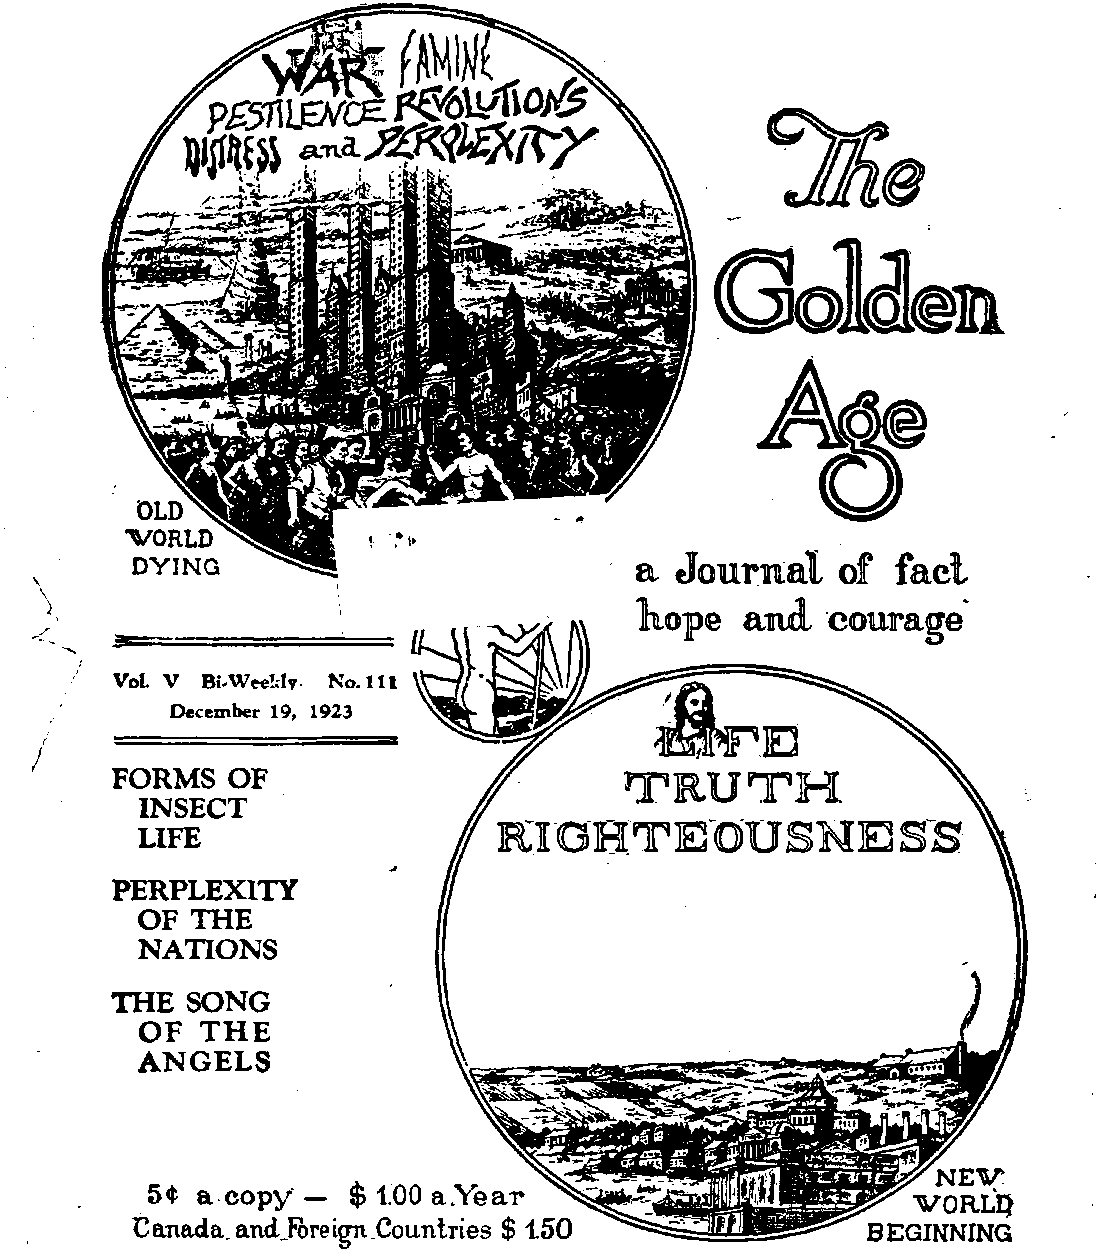 WAR FAMINE
PESTILENCE REVOLUTIONS
DISTRESS and PERPLEXITY
The
Golden
Age
OLD
WORLD
DYING
a Journal of fact
hope and courage
Vol. V Bi-Weekly No. 111
December 19, 1923
FORMS OF
INSECT
LIFE
PERPLEXITY
OF THE
NATIONS
THE SONG
OF THE
ANGELS
LIFE
TRUTH
RIGHTEOUSNESS
5¢ a copy — $ 1.00 a Year
Canada and Foreign Countries $ 1.50
NEW
WORLD
BEGINNING